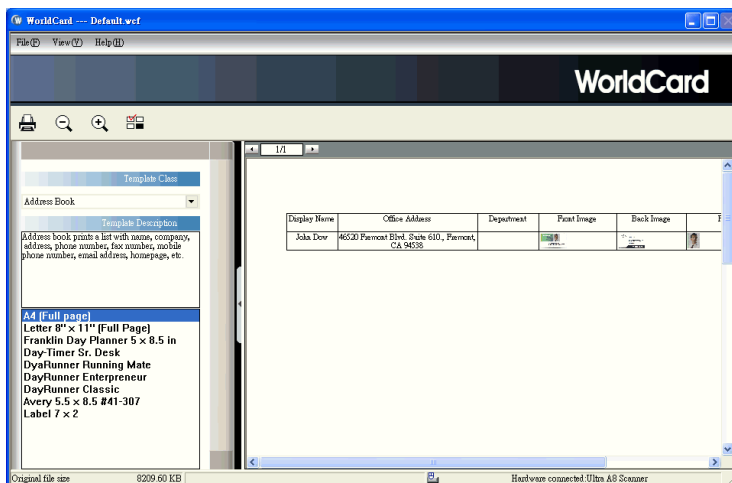 WorldCard --- Default.wcf
File(F) View(V) Help(H)
WorldCard
1/1
Template Class
Address Book
Template Description
Address book prints a list with name, company,
address, phone number, fax number, mobile
phone number, email address, homepage, etc.
A4 (Full page)
Letter 8" x 11" (Full Page)
Franklin Day Planner 5 x 8.5 in
Day-Timer Sr. Desk
DyaRunner Running Mate
DayRunner Enterpreneur
DayRunner Classic
Avery 5.5 x 8.5 #41-307
Label 7 x 2
Display Name Office Address Department Front Image Back Image
John Dow 46520 Fremont Blvd. Suite 610., Fremont,
CA 94538
Original file size 8209.60 KB Hardware connected:Ultra A8 Scanner